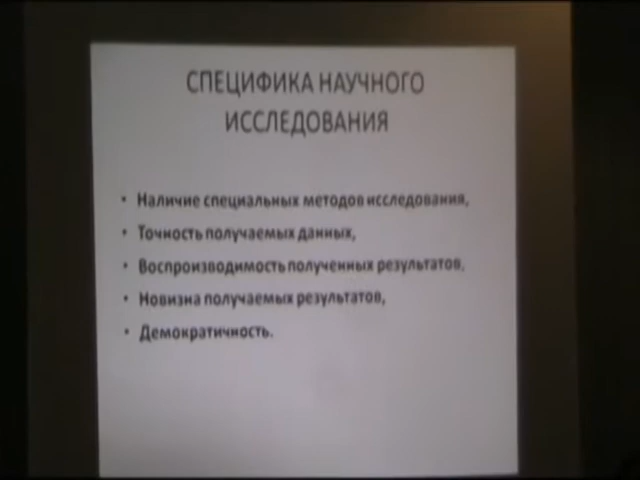 СПЕЦИФИКА НАУЧНОГО
ИССЛЕДОВАНИЯ
• Наличие специальных методов исследования,
• Точность получаемых данных,
• Воспроизводимость полученных результатов,
• Новизна получаемых результатов,
• Демократичность.